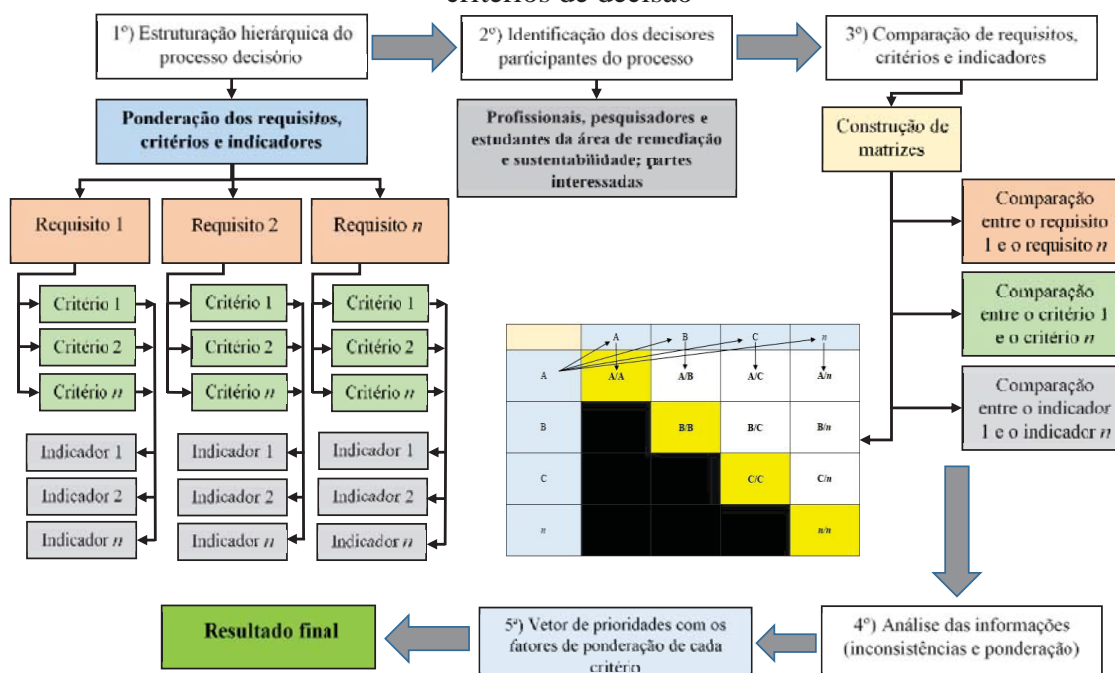 critérios de decisão
1º) Estruturação hierárquica do
processo decisório
2º) Identificação dos decisores
participantes do processo
3º) Comparação de requisitos,
critérios e indicadores
Ponderação dos requisitos,
critérios e indicadores
Profissionais, pesquisadores e
estudantes da área de remediação
e sustentabilidade; partes
interessadas
Construção de
matrizes
Requisito 1
Requisito 2
Requisito n
Critério 1
Critério 2
Critério n
Indicador 1
Indicador 2
Indicador n
Critério 1
Critério 2
Critério n
Indicador 1
Indicador 2
Indicador n
Critério 1
Critério 2
Critério n
Indicador 1
Indicador 2
Indicador n
Comparação
entre o requisito
1 e o requisito n
Comparação
entre o critério 1
e o critério n
Comparação
entre o indicador
1 e o indicador n
A B C n
A A/A A/B A/C A/n
B B/B B/C B/n
C C/C C/n
n n/n
4º) Análise das informações
(inconsistências e ponderação)
5º) Vetor de prioridades com os
fatores de ponderação de cada
critério
Resultado final